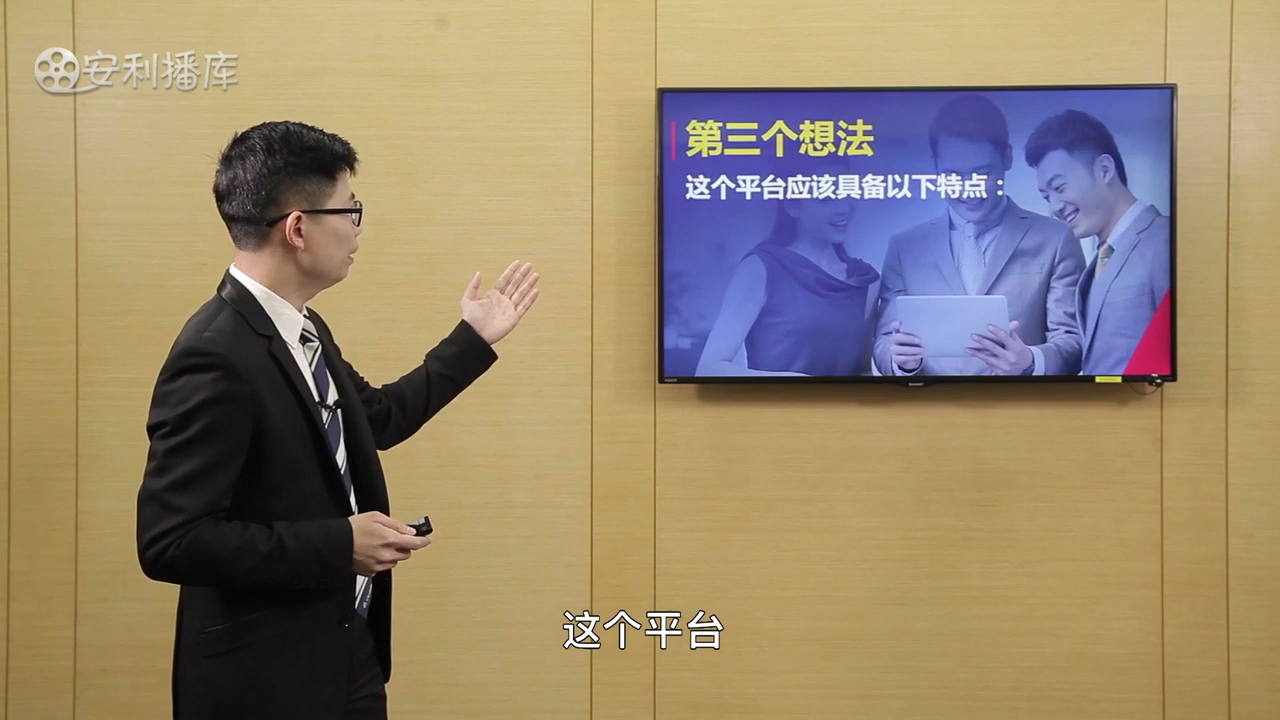 安利播库
第三个想法
这个平台应该具备以下特点：
这个平台